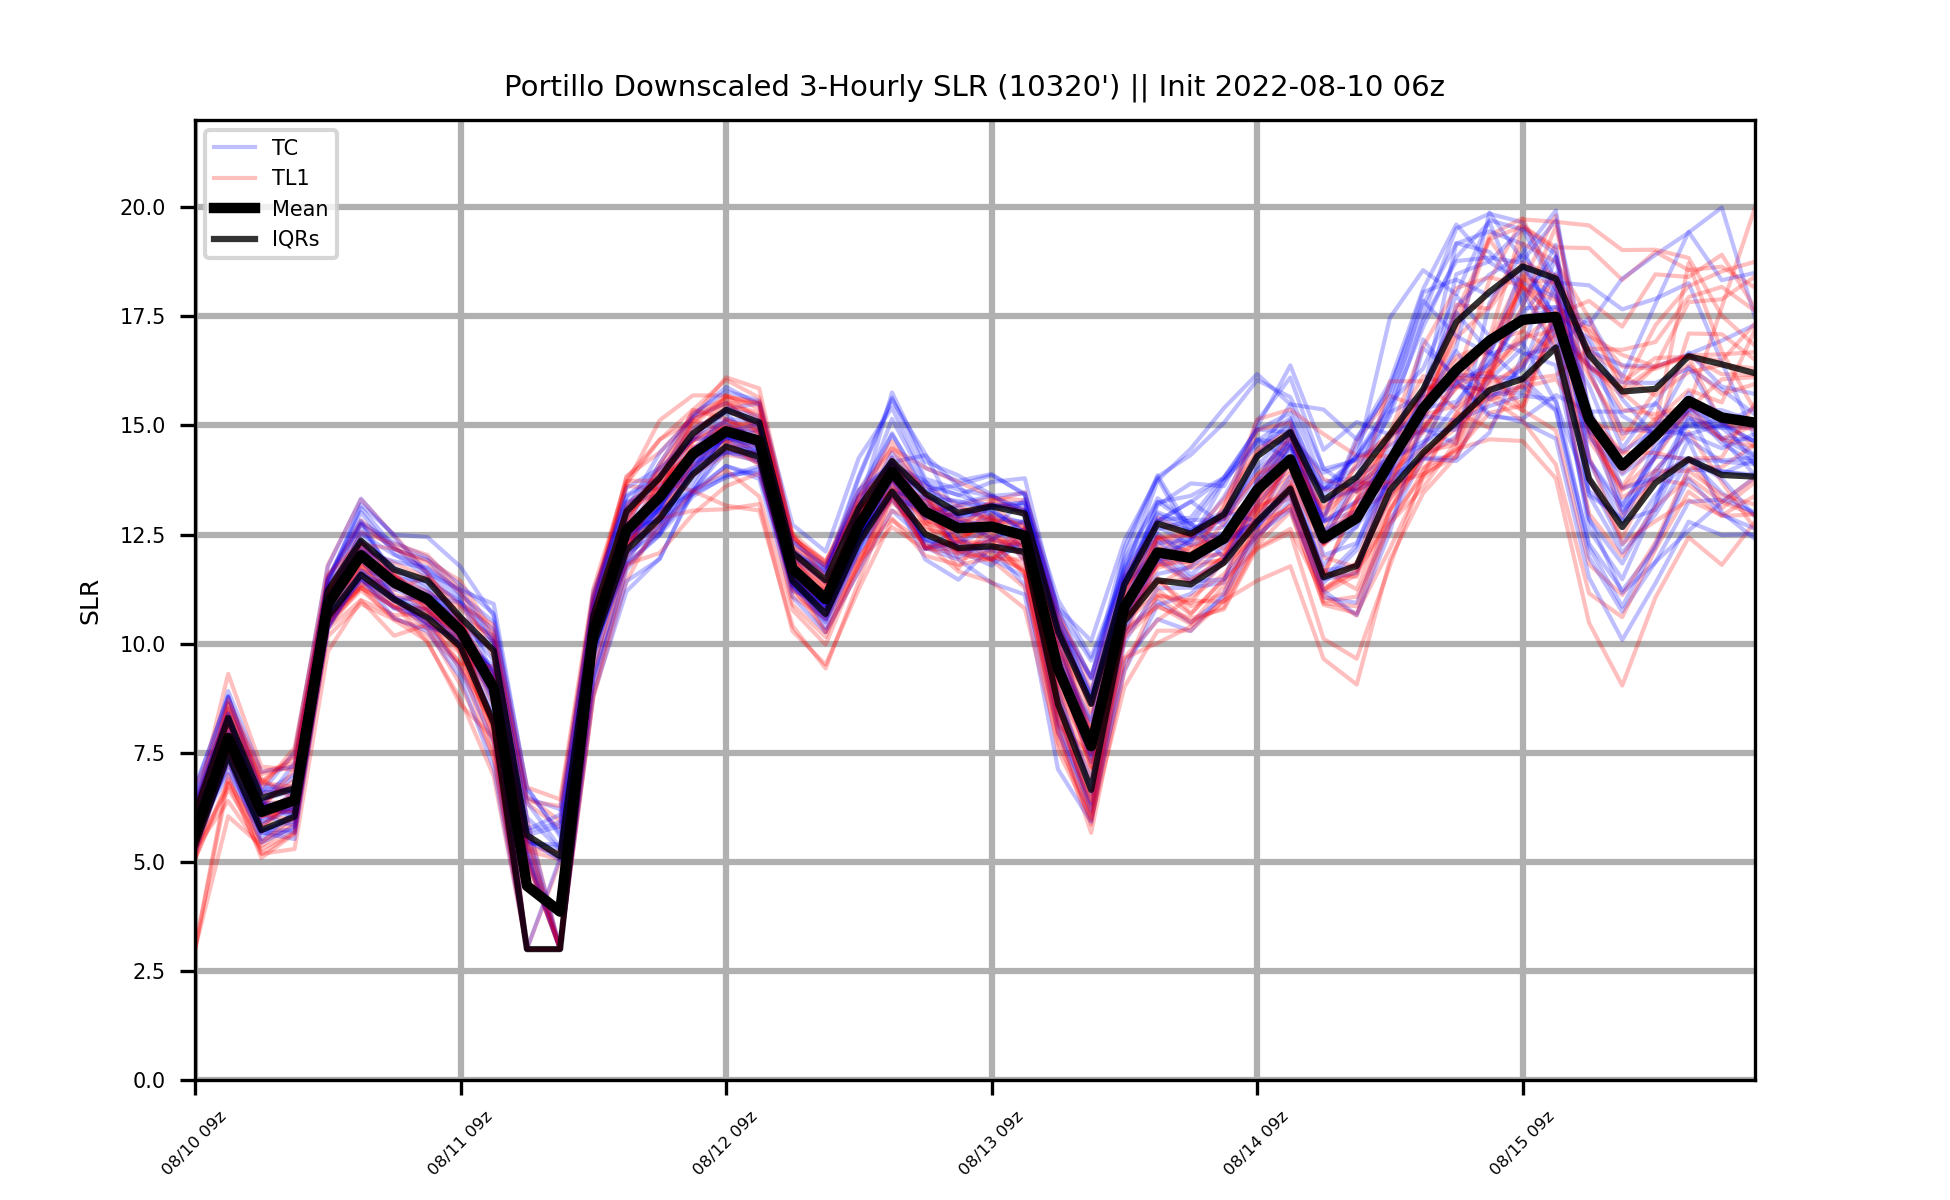 Portillo Downscaled 3-Hourly SLR (10320') || Init 2022-08-10 06z
TC
TL1
Mean
IQRs
SLR
20.0
17.5
15.0
12.5
10.0
7.5
5.0
2.5
0.0
08/10 09z
08/11 09z
08/12 09z
08/13 09z
08/14 09z
08/15 09z